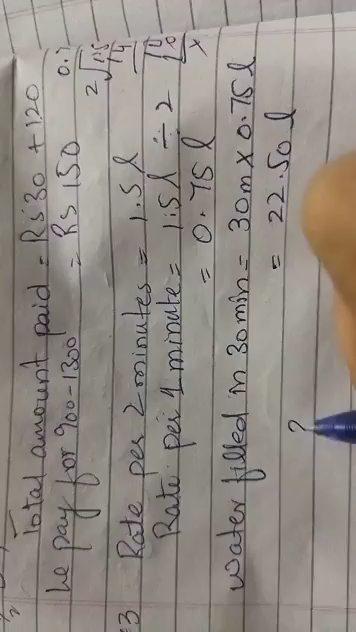 Total amount paid = Rs 30 + 120
he pay for 900-1300 = Rs 150
3 Rate per 2 minutes = 1.5 l
Rate per 1 minute = 1.5 l ÷ 2
= 0.75 l
Water filled in 30 min = 30 m x 0.75 l
= 22.50 l
?